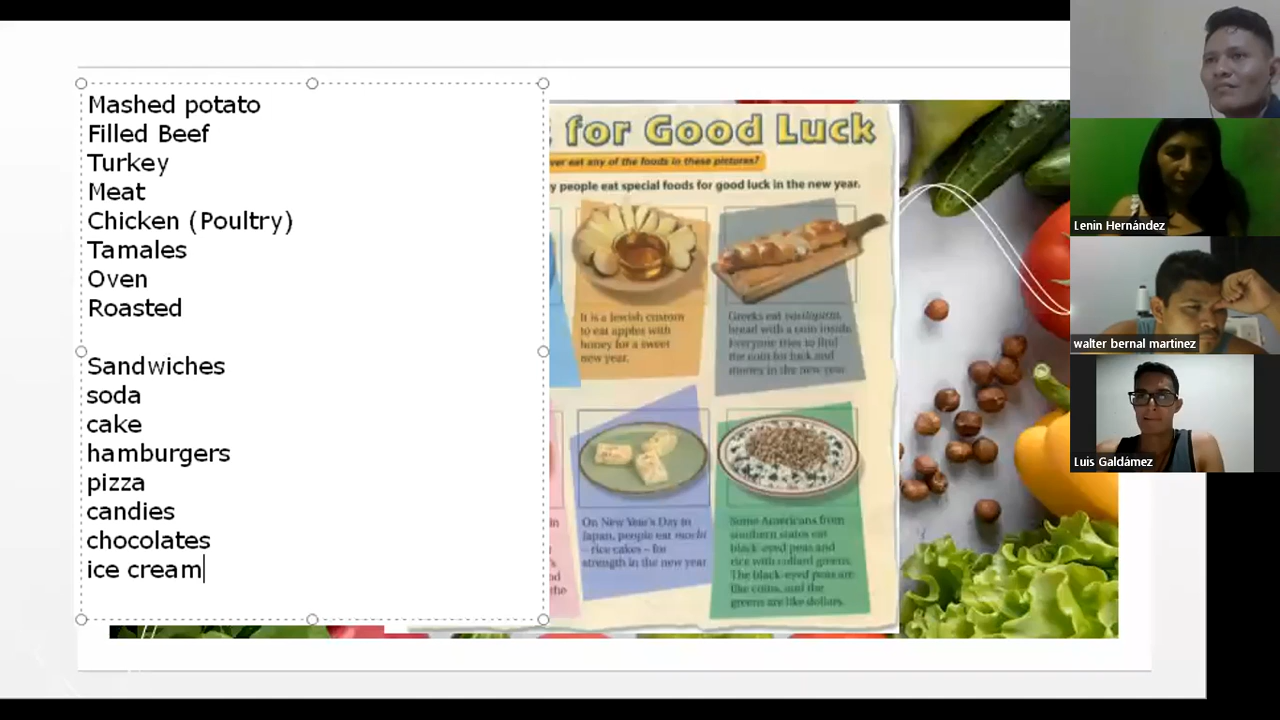 Mashed potato
Filled Beef
Turkey
Meat
Chicken (Poultry)
Tamales
Oven
Roasted
Sandwiches
soda
cake
hamburgers
pizza
candies
chocolates
ice cream
for Good Luck
ver eat any of the foods in these pictures?
y people eat special foods for good luck in the new year.
It is a Jewish custom
to eat apples with
honey for a sweet
new year.
Greeks eat
bread with a coin inside.
Everyone tries to find
the coin for luck and
money in the new year.
On New Year's Day in
Japan, people eat mochi
– rice cakes – for
strength in the new year
Some Americans from
southern states eat
black-eyed peas and
rice with collard greens.
The black-eyed peas are
like coins, and the
greens are like dollars.
Lenin Hernández
walter bernal martinez
Luis Galdámez